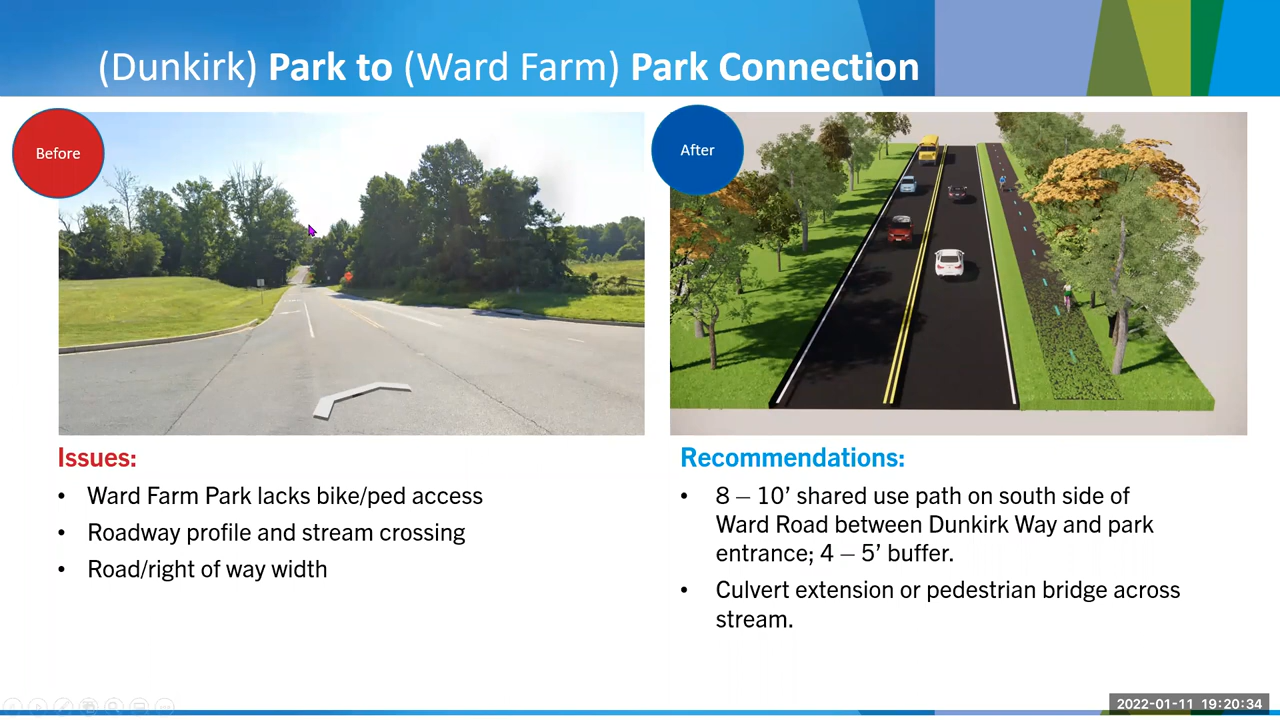 (Dunkirk) Park to (Ward Farm) Park Connection
Before
After
Issues:
• Ward Farm Park lacks bike/ped access
• Roadway profile and stream crossing
• Road/right of way width
Recommendations:
• 8 – 10’ shared use path on south side of
Ward Road between Dunkirk Way and park
entrance; 4 – 5’ buffer.
• Culvert extension or pedestrian bridge across
stream.
2022-01-11 19:20:34